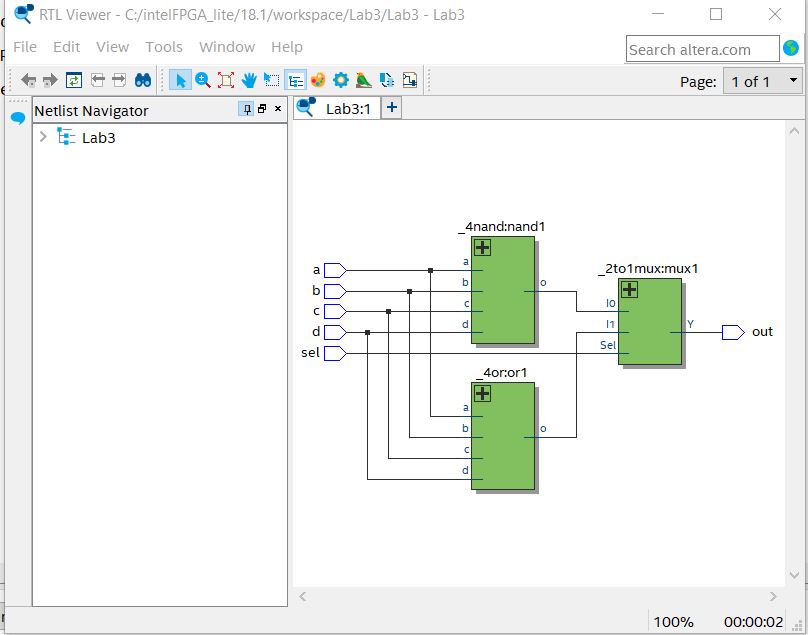 RTL Viewer - C:/intelFPGA_lite/18.1/workspace/Lab3/Lab3 - Lab3
File Edit View Tools Window Help
Search altera.com
Page: 1 of 1
Netlist Navigator
Lab3:1
Lab3
_4nand:nand1
a
b
c
d
o
a
b
c
d
sel
_2to1mux:mux1
I0
I1
Sel
Y
out
_4or:or1
a
b
c
d
o
100% 00:00:02